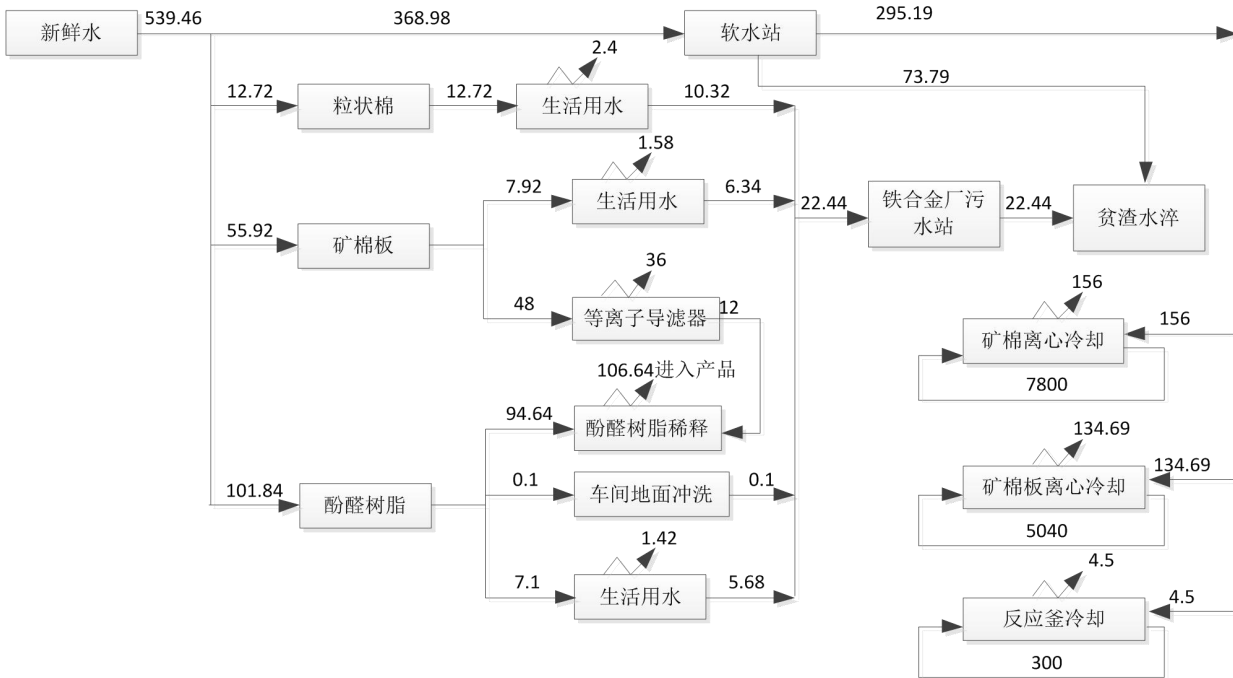 新鲜水
539.46
368.98
软水站
295.19
2.4
73.79
12.72
粒状棉
12.72
生活用水
10.32
1.58
7.92
生活用水
6.34
22.44
铁合金厂污
水站
22.44
贫渣水淬
55.92
矿棉板
36
48
等离子导滤器
12
156
矿棉离心冷却
156
7800
106.64进入产品
94.64
酚醛树脂稀释
134.69
矿棉板离心冷却
134.69
5040
101.84
酚醛树脂
0.1
车间地面冲洗
0.1
1.42
7.1
生活用水
5.68
4.5
反应釜冷却
4.5
300